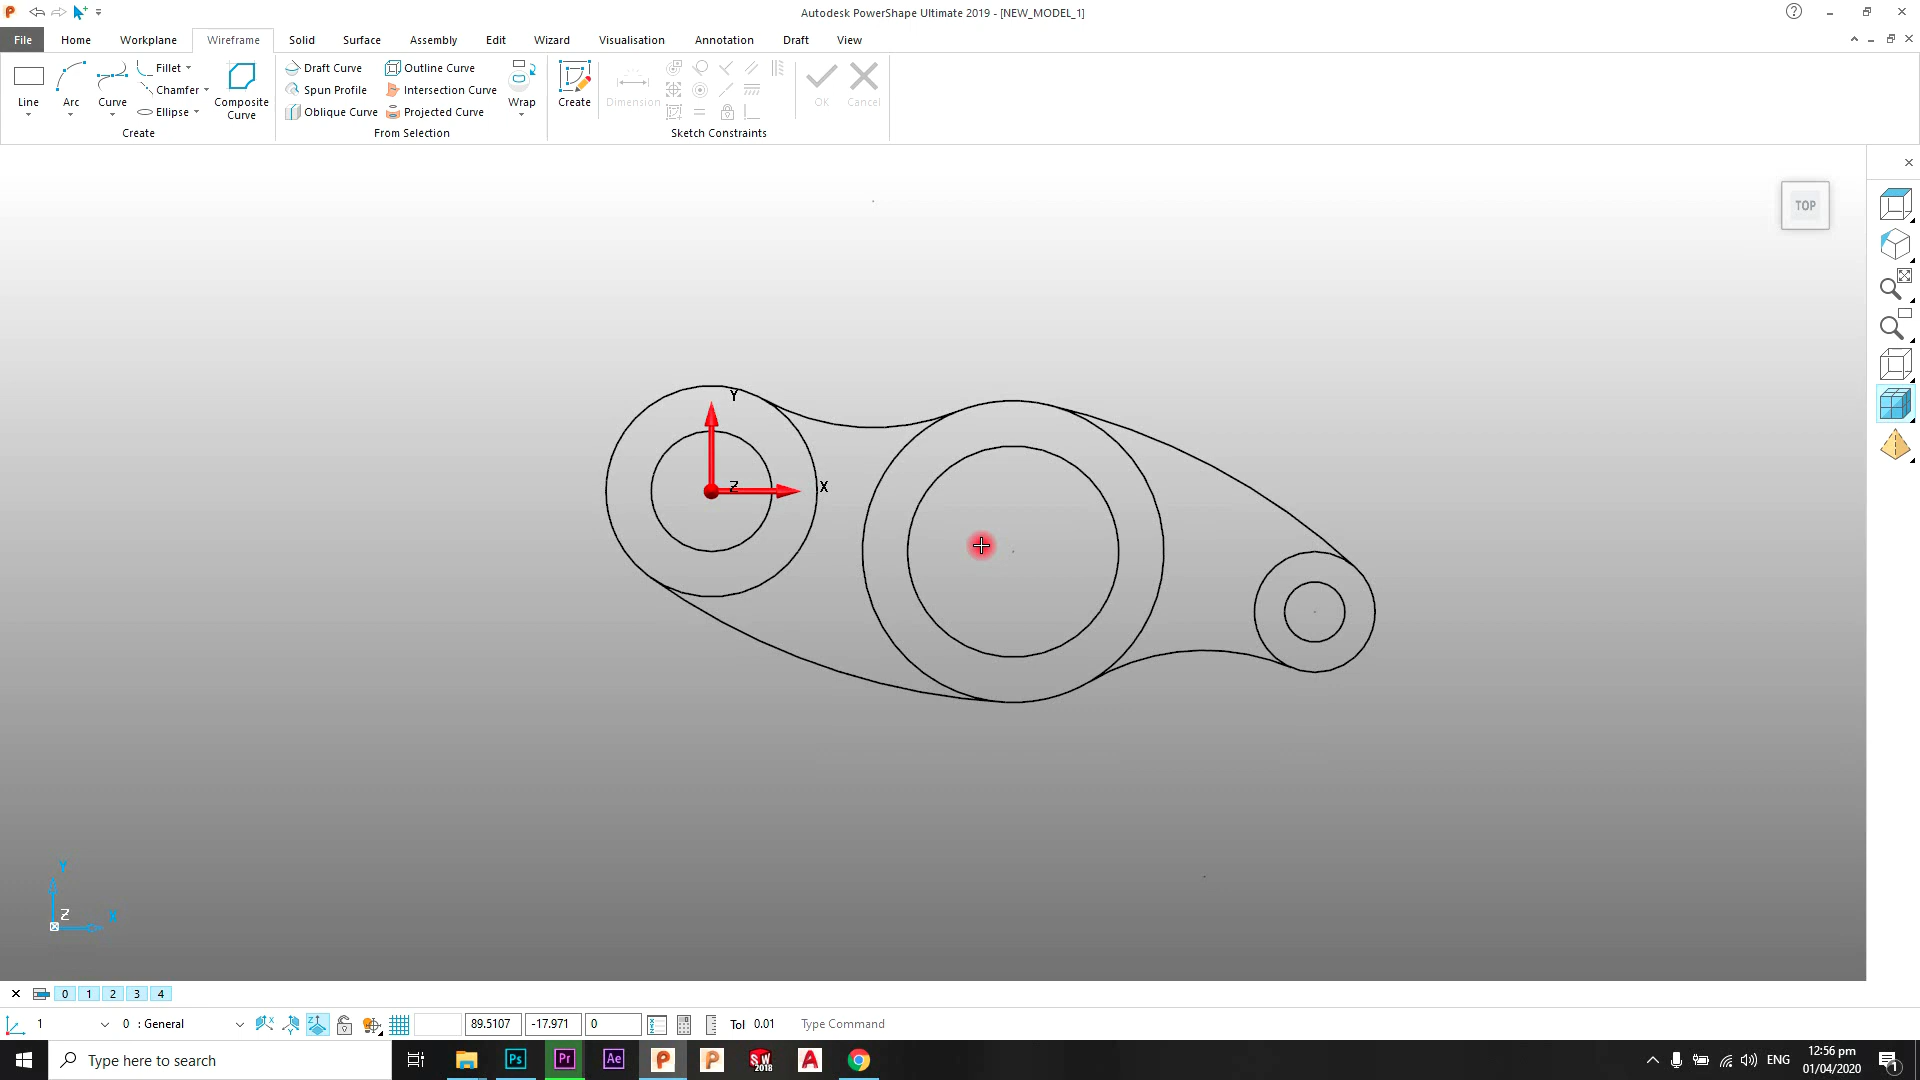 Autodesk PowerShape Ultimate 2019 - [NEW_MODEL_1]
File Home Workplane Wireframe Solid Surface Assembly Edit Wizard Visualisation Annotation Draft View
Line
Arc
Curve
Fillet
Chamfer
Ellipse
Composite
Curve
Create
Draft Curve
Spun Profile
Oblique Curve
Outline Curve
Intersection Curve
Projected Curve
Wrap
From Selection
Create
Dimension
OK
Cancel
Sketch Constraints
TOP
Y
Z
X
Y
Z
X
0 1 2 3 4
1 0 : General 89.5107 -17.971 0 Tol 0.01 Type Command
Type here to search
Ps
Pr
Ae
SW
2018
ENG
12:56 pm
01/04/2020
1